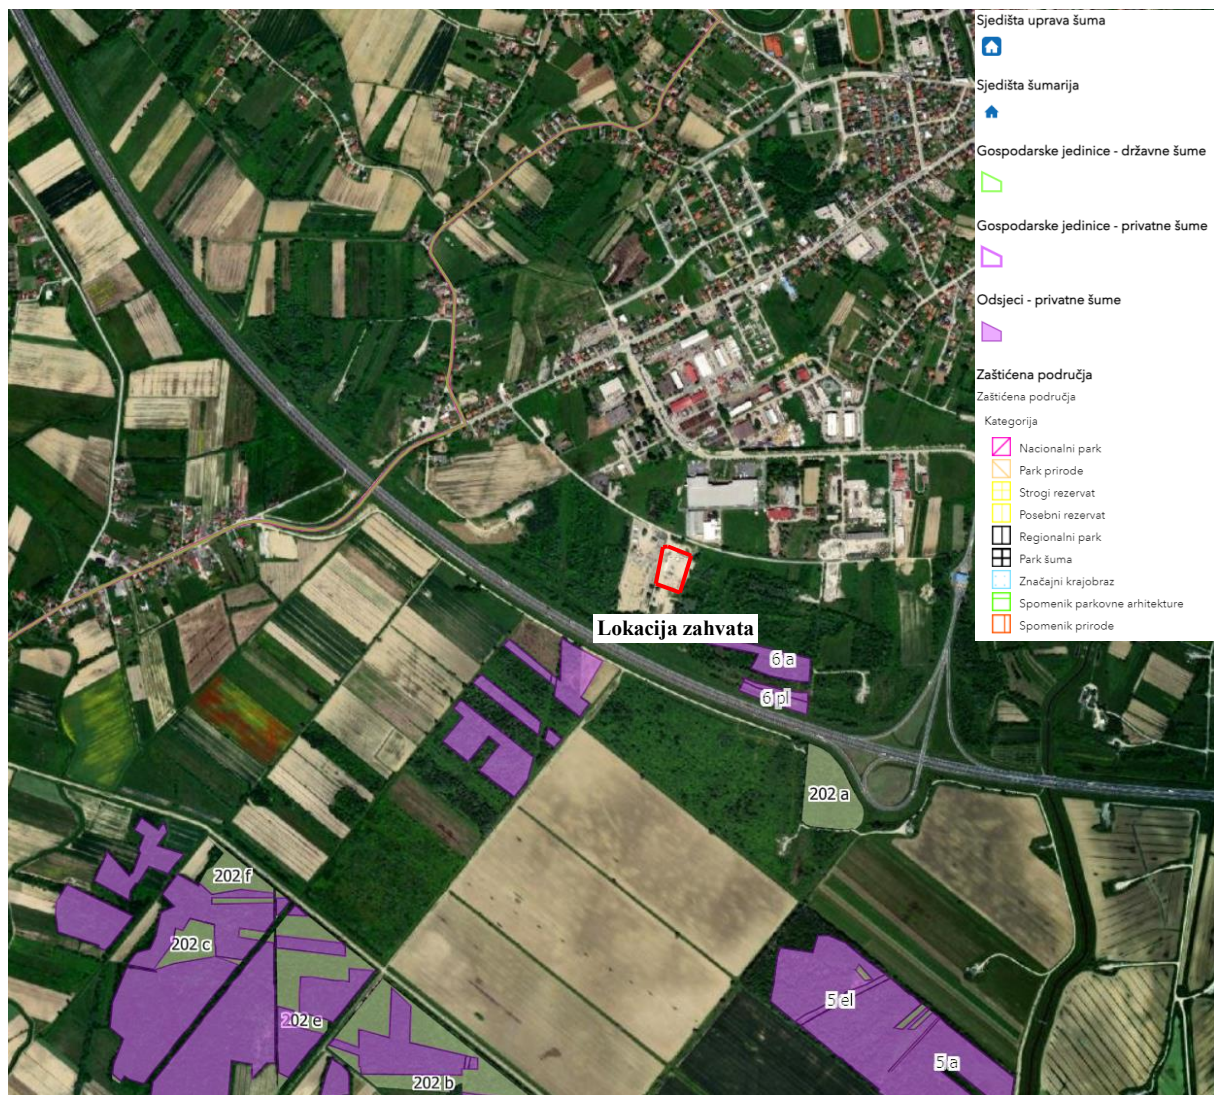 Sjedišta uprava šuma
Sjedišta šumarija
Gospodarske jedinice - državne šume
Gospodarske jedinice - privatne šume
Odsjeci - privatne šume
Zaštićena područja
Zaštićena područja
Kategorija
Nacionalni park
Park prirode
Strogi rezervat
Posebni rezervat
Regionalni park
Park šuma
Značajni krajobraz
Spomenik parkovne arhitekture
Spomenik prirode
Lokacija zahvata
6 a
6 pl
202 a
202 f
202 c
202 e
202 b
5 el
5 a